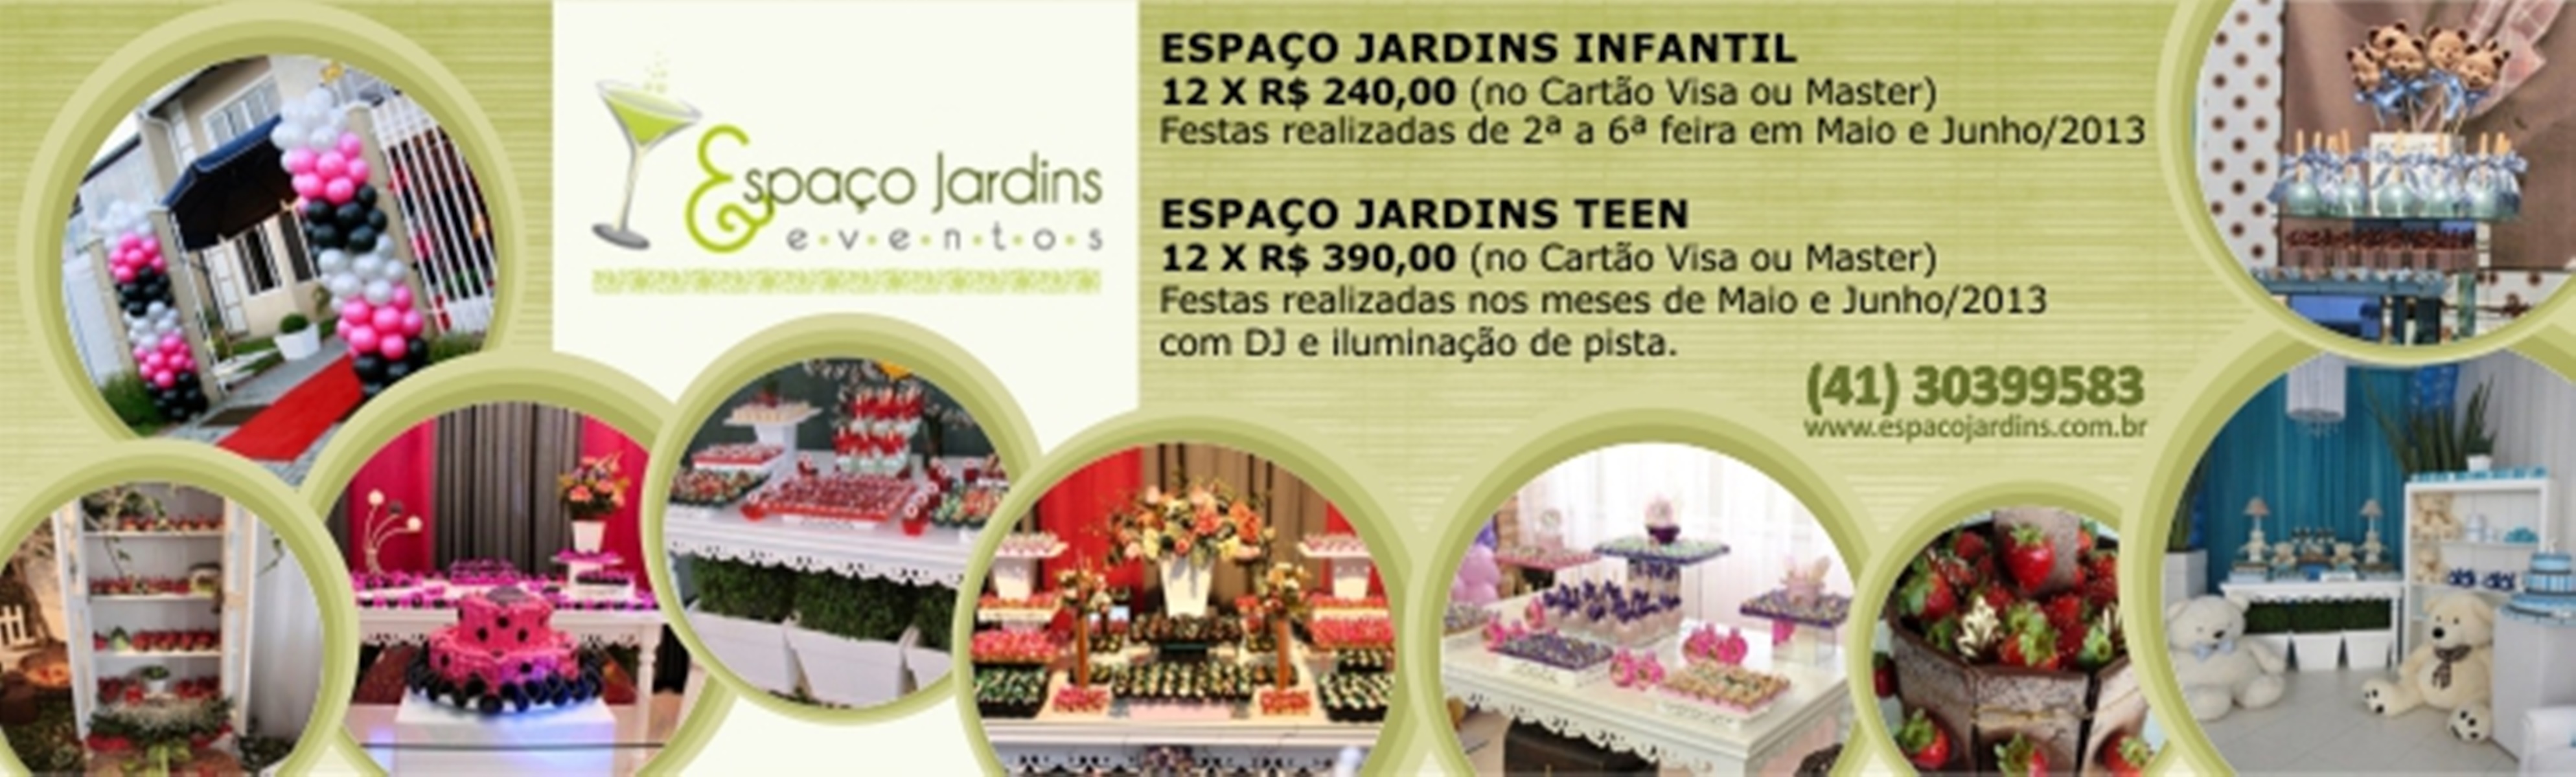 Espaço Jardins
e·v·e·n·t·o·s
ESPAÇO JARDINS INFANTIL
12 X R$ 240,00 (no Cartão Visa ou Master)
Festas realizadas de 2ª a 6ª feira em Maio e Junho/2013
ESPAÇO JARDINS TEEN
12 X R$ 390,00 (no Cartão Visa ou Master)
Festas realizadas nos meses de Maio e Junho/2013
com DJ e iluminação de pista.
(41) 30399583
www.espacojardins.com.br